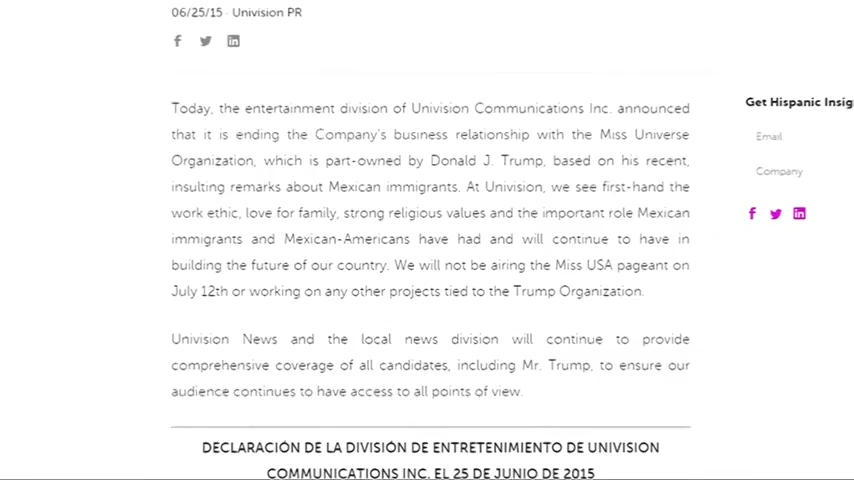 06/25/15 · Univision PR
Today, the entertainment division of Univision Communications Inc. announced
that it is ending the Company's business relationship with the Miss Universe
Organization, which is part-owned by Donald J. Trump, based on his recent,
insulting remarks about Mexican immigrants. At Univision, we see first-hand the
work ethic, love for family, strong religious values and the important role Mexican
immigrants and Mexican-Americans have had and will continue to have in
building the future of our country. We will not be airing the Miss USA pageant on
July 12th or working on any other projects tied to the Trump Organization.
Univision News and the local news division will continue to provide
comprehensive coverage of all candidates, including Mr. Trump, to ensure our
audience continues to have access to all points of view.
DECLARACIÓN DE LA DIVISIÓN DE ENTRETENIMIENTO DE UNIVISION
COMMUNICATIONS INC. EL 25 DE JUNIO DE 2015
Get Hispanic Insig
Email
Company